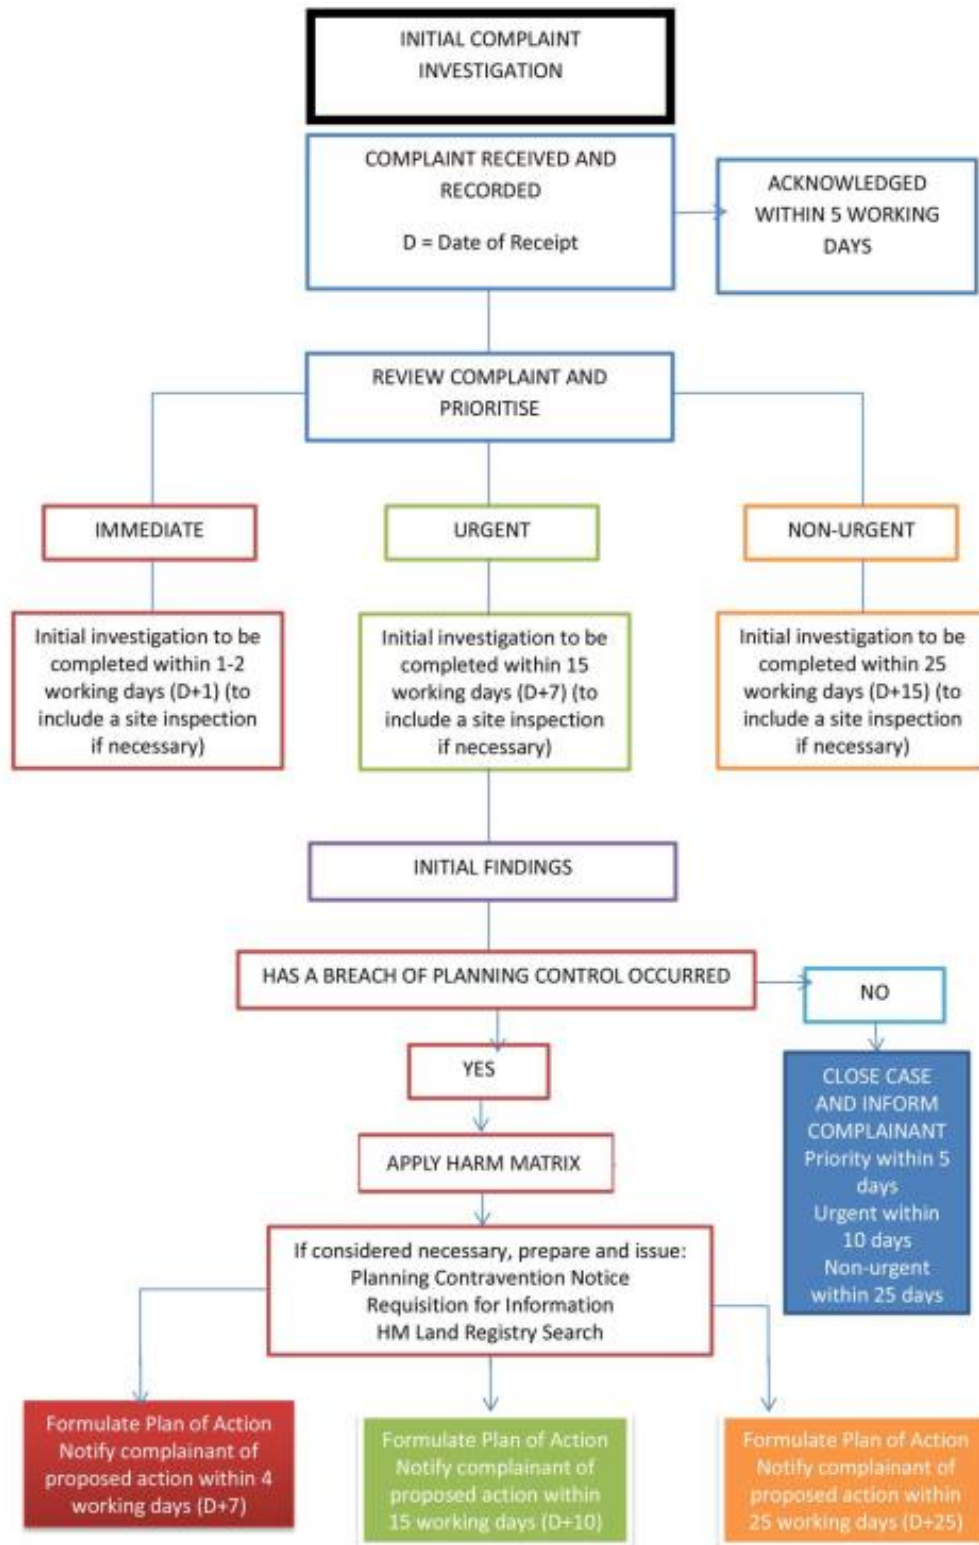 INITIAL COMPLAINT
INVESTIGATION
COMPLAINT RECEIVED AND
RECORDED
D = Date of Receipt
ACKNOWLEDGED
WITHIN 5 WORKING
DAYS
REVIEW COMPLAINT AND
PRIORITISE
IMMEDIATE
URGENT
NON-URGENT
Initial investigation to be
completed within 1-2
working days (D+1) (to
include a site inspection
if necessary)
Initial investigation to be
completed within 15
working days (D+7) (to
include a site inspection
if necessary)
Initial investigation to be
completed within 25
working days (D+15) (to
include a site inspection
if necessary)
INITIAL FINDINGS
HAS A BREACH OF PLANNING CONTROL OCCURRED
NO
YES
CLOSE CASE
AND INFORM
COMPLAINANT
Priority within 5
days
Urgent within
10 days
Non-urgent
within 25 days
APPLY HARM MATRIX
If considered necessary, prepare and issue:
Planning Contravention Notice
Requisition for Information
HM Land Registry Search
Formulate Plan of Action
Notify complainant of
proposed action within 4
working days (D+7)
Formulate Plan of Action
Notify complainant of
proposed action within
15 working days (D+10)
Formulate Plan of Action
Notify complainant of
proposed action within
25 working days (D+25)